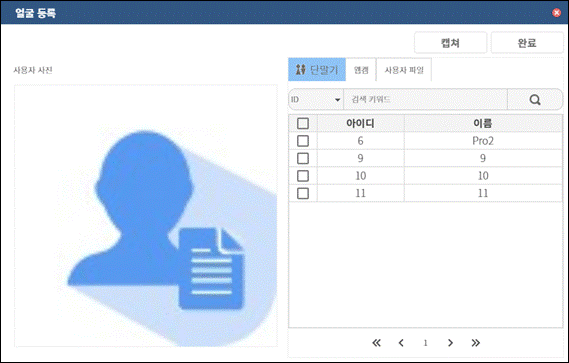 얼굴 등록
캡쳐
완료
사용자 사진
단말기
웹캠
사용자 파일
ID
검색 키워드
아이디 이름
6 Pro2
9 9
10 10
11 11
1